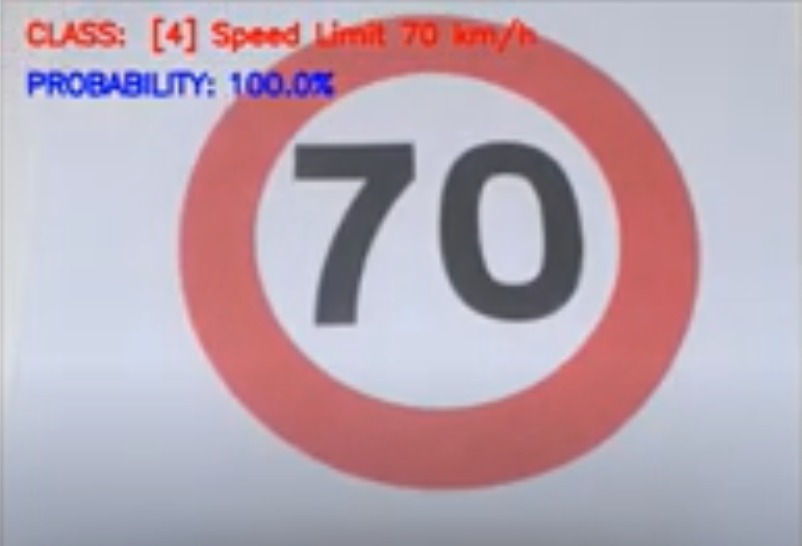 CLASS: [4] Speed Limit 70 km/h
PROBABILITY: 100.0%
70